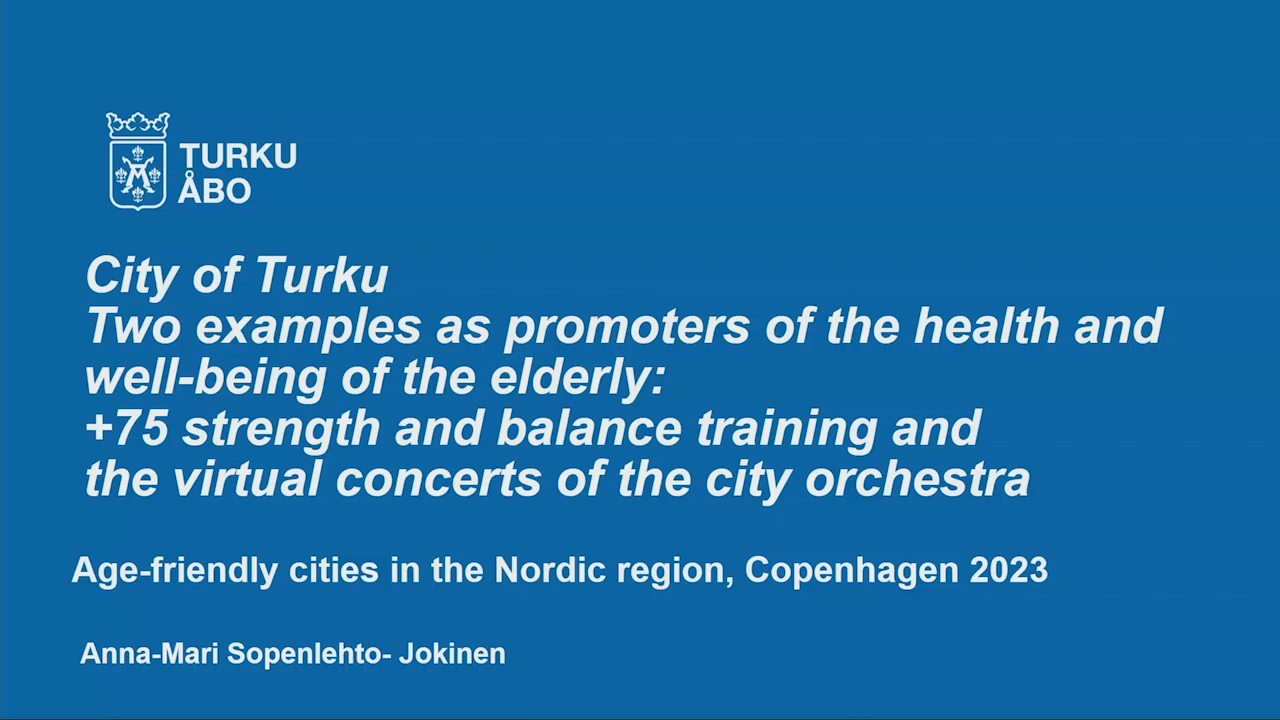 TURKU
ÅBO
City of Turku
Two examples as promoters of the health and
well-being of the elderly:
+75 strength and balance training and
the virtual concerts of the city orchestra
Age-friendly cities in the Nordic region, Copenhagen 2023
Anna-Mari Sopenlehto- Jokinen